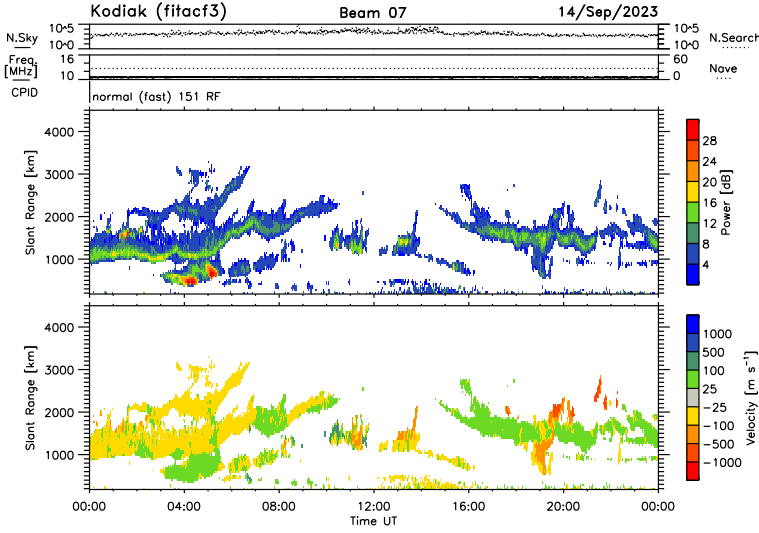 Kodiak (fitacf3)
Beam 07
14/Sep/2023
N.Sky
10^5
10^0
10^5
10^0
N.Search
Freq.
[MHz]
16
10
60
0
Nave
CPID
normal (fast) 151 RF
4000
3000
2000
1000
Slant Range [km]
28
24
20
16
12
8
4
Power [dB]
4000
3000
2000
1000
Slant Range [km]
1000
500
100
25
−25
−100
−500
−1000
Velocity [m s⁻¹]
00:00
04:00
08:00
12:00
16:00
20:00
00:00
Time UT